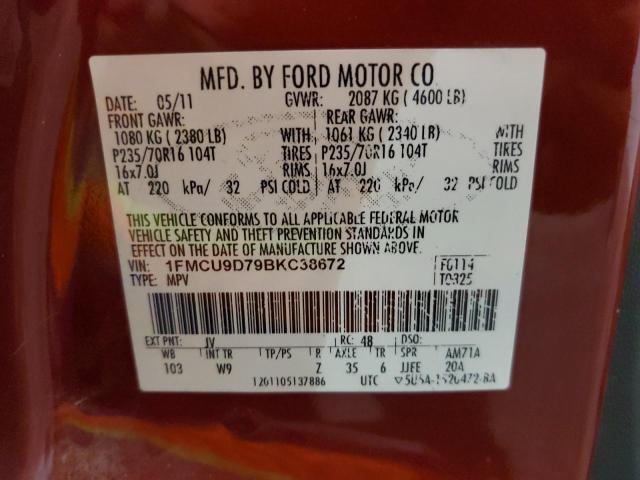 MFD. BY FORD MOTOR CO.
DATE: 05/11 GVWR: 2087 KG ( 4600 LB)
FRONT GAWR: REAR GAWR:
1080 KG ( 2380 LB) WITH 1061 KG ( 2340 LB) WITH
P235/70R16 104T TIRES P235/70R16 104T TIRES
16x7.0J RIMS 16x7.0J RIMS
AT 220 kPa/ 32 PSI COLD AT 220 kPa/ 32 PSI COLD
THIS VEHICLE CONFORMS TO ALL APPLICABLE FEDERAL MOTOR
VEHICLE SAFETY AND THEFT PREVENTION STANDARDS IN
EFFECT ON THE DATE OF MANUFACTURE SHOWN ABOVE.
VIN: 1FMCU9D79BKC38672 F0114
TYPE: MPV T0325
EXT PNT: JV RC: 48 DSO:
WB INT TR TP/PS R AXLE TR SPR AM71A
103 W9 Z 35 6 JJFE 20A
1201105137886 UTC